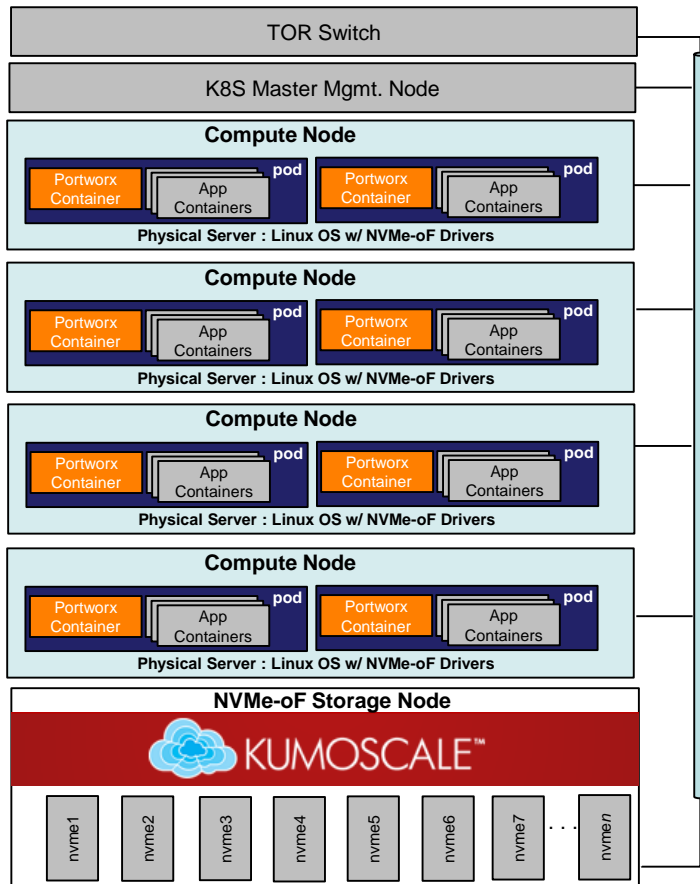 TOR Switch
K8S Master Mgmt. Node
Compute Node
pod
Portworx
Container
App
Containers
pod
Portworx
Container
App
Containers
Physical Server : Linux OS w/ NVMe-oF Drivers
Compute Node
pod
Portworx
Container
App
Containers
pod
Portworx
Container
App
Containers
Physical Server : Linux OS w/ NVMe-oF Drivers
Compute Node
pod
Portworx
Container
App
Containers
pod
Portworx
Container
App
Containers
Physical Server : Linux OS w/ NVMe-oF Drivers
Compute Node
pod
Portworx
Container
App
Containers
pod
Portworx
Container
App
Containers
Physical Server : Linux OS w/ NVMe-oF Drivers
NVMe-oF Storage Node
KUMOSCALE™
nvme1
nvme2
nvme3
nvme4
nvme5
nvme6
nvme7
. . .
nvmen